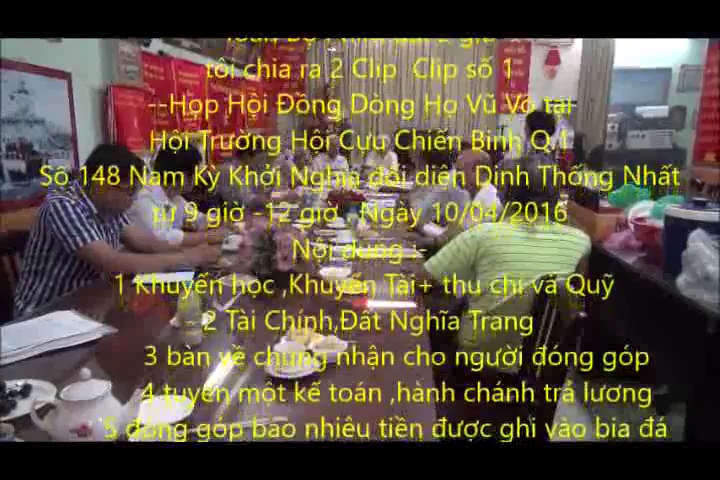 tôi chia ra 2 Clip Clip số 1
--Họp Hội Đồng Dòng Họ Vũ Võ tại
Hội Trường Hội Cựu Chiến Binh Q 1
Số 148 Nam Kỳ Khởi Nghĩa đối diện Dinh Thống Nhất
từ 9 giờ -12 giờ Ngày 10/04/2016
Nội dung :-
1 Khuyến học ,Khuyến Tài+ thu chi và Quỹ
- 2 Tài Chính,Đất Nghĩa Trang
3 bàn về chứng nhận cho người đóng góp
4 tuyển một kế toán ,hành chánh trả lương
5 đóng góp bao nhiêu tiền được ghi vào bia đá